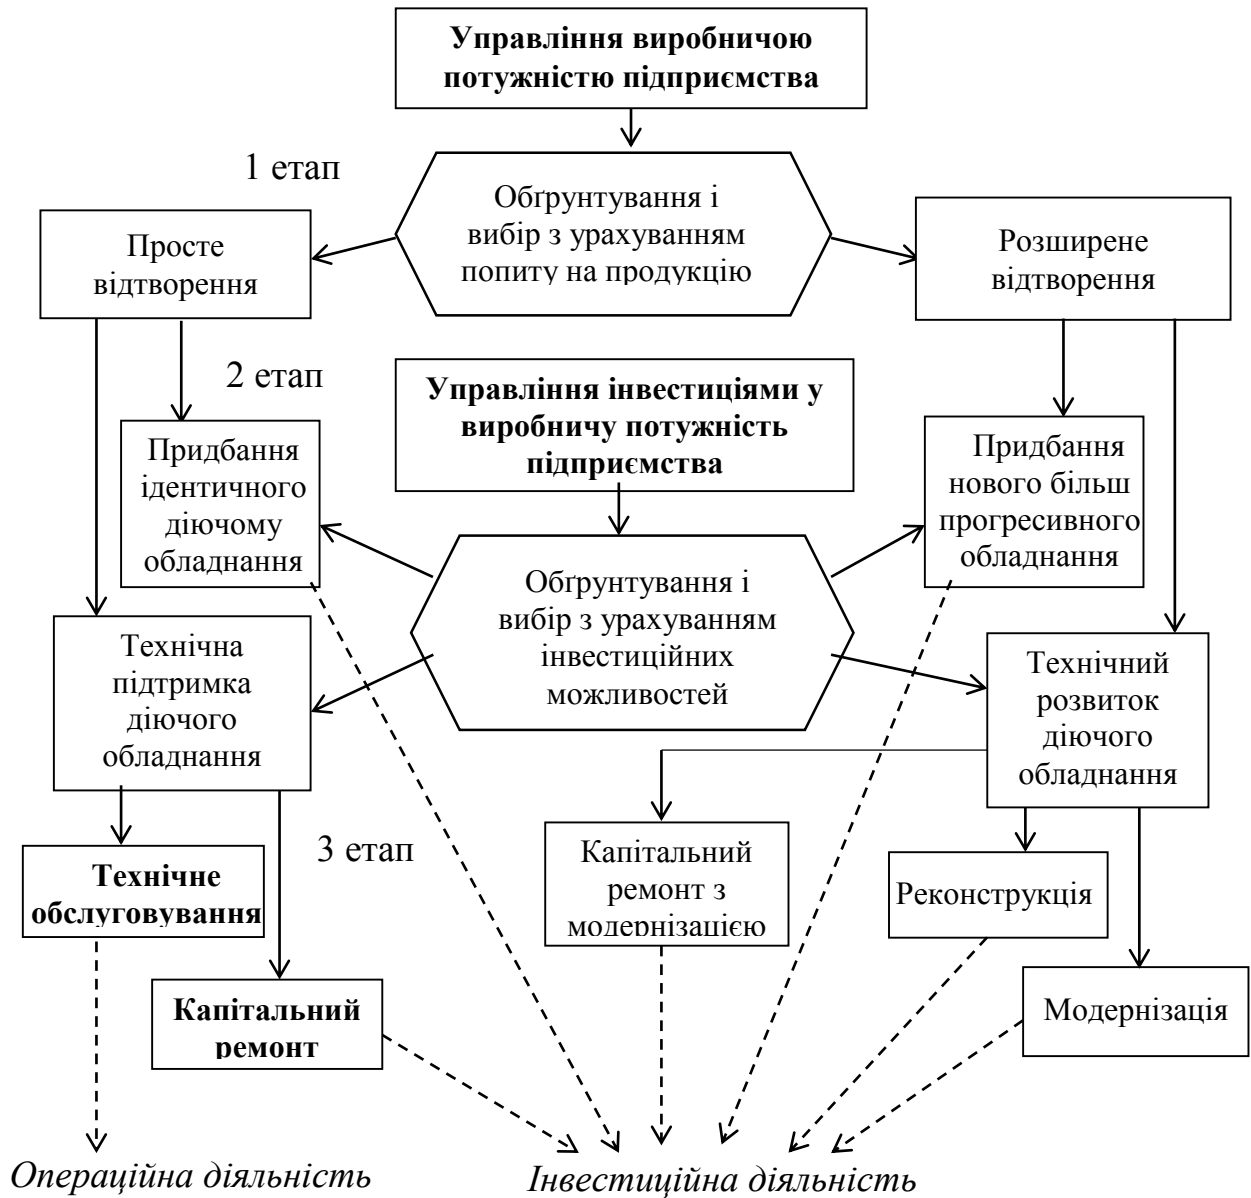 Управління виробничою
потужністю підприємства
1 етап
Обґрунтування і
вибір з урахуванням
попиту на продукцію
Просте
відтворення
Розширене
відтворення
2 етап
Управління інвестиціями у
виробничу потужність
підприємства
Придбання
ідентичного
діючому
обладнання
Придбання
нового більш
прогресивного
обладнання
Обґрунтування і
вибір з урахуванням
інвестиційних
можливостей
Технічна
підтримка
діючого
обладнання
Технічний
розвиток
діючого
обладнання
3 етап
Технічне
обслуговування
Капітальний
ремонт з
модернізацією
Реконструкція
Капітальний
ремонт
Модернізація
Операційна діяльність
Інвестиційна діяльність